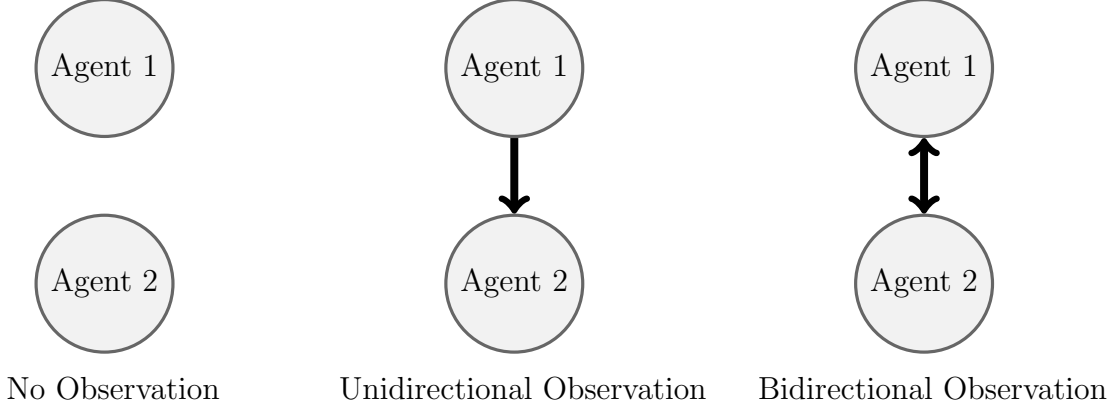 Agent 1
Agent 1
Agent 1
Agent 2
Agent 2
Agent 2
No Observation
Unidirectional Observation
Bidirectional Observation